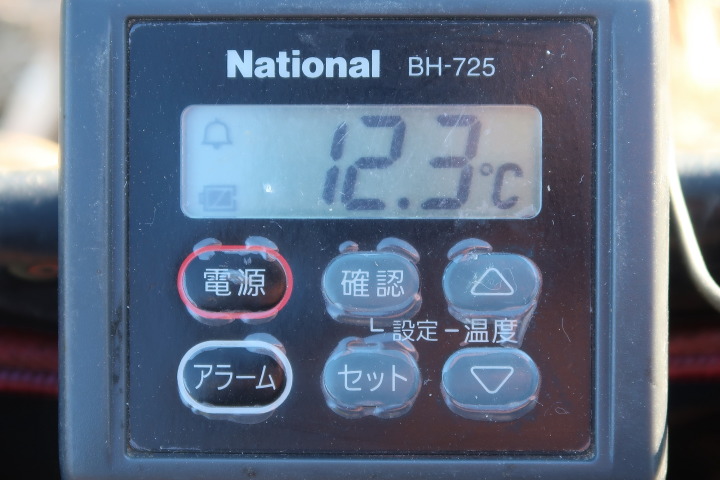 National BH-725
12.3℃
電源 確認 △
設定 温度
アラーム セット ▽